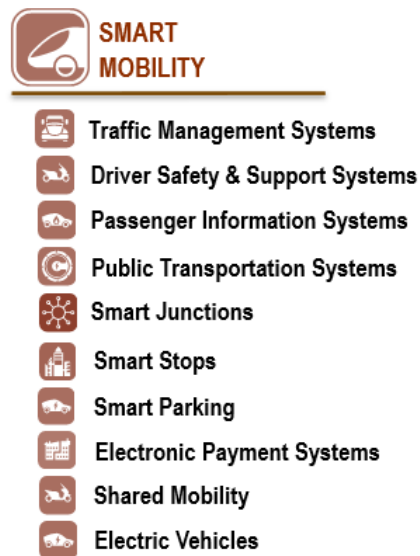 SMART
MOBILITY
Traffic Management Systems
Driver Safety & Support Systems
Passenger Information Systems
Public Transportation Systems
Smart Junctions
Smart Stops
Smart Parking
Electronic Payment Systems
Shared Mobility
Electric Vehicles